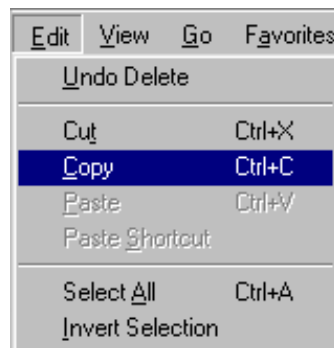 Edit View Go Favorites
Undo Delete
Cut Ctrl+X
Copy Ctrl+C
Paste Ctrl+V
Paste Shortcut
Select All Ctrl+A
Invert Selection